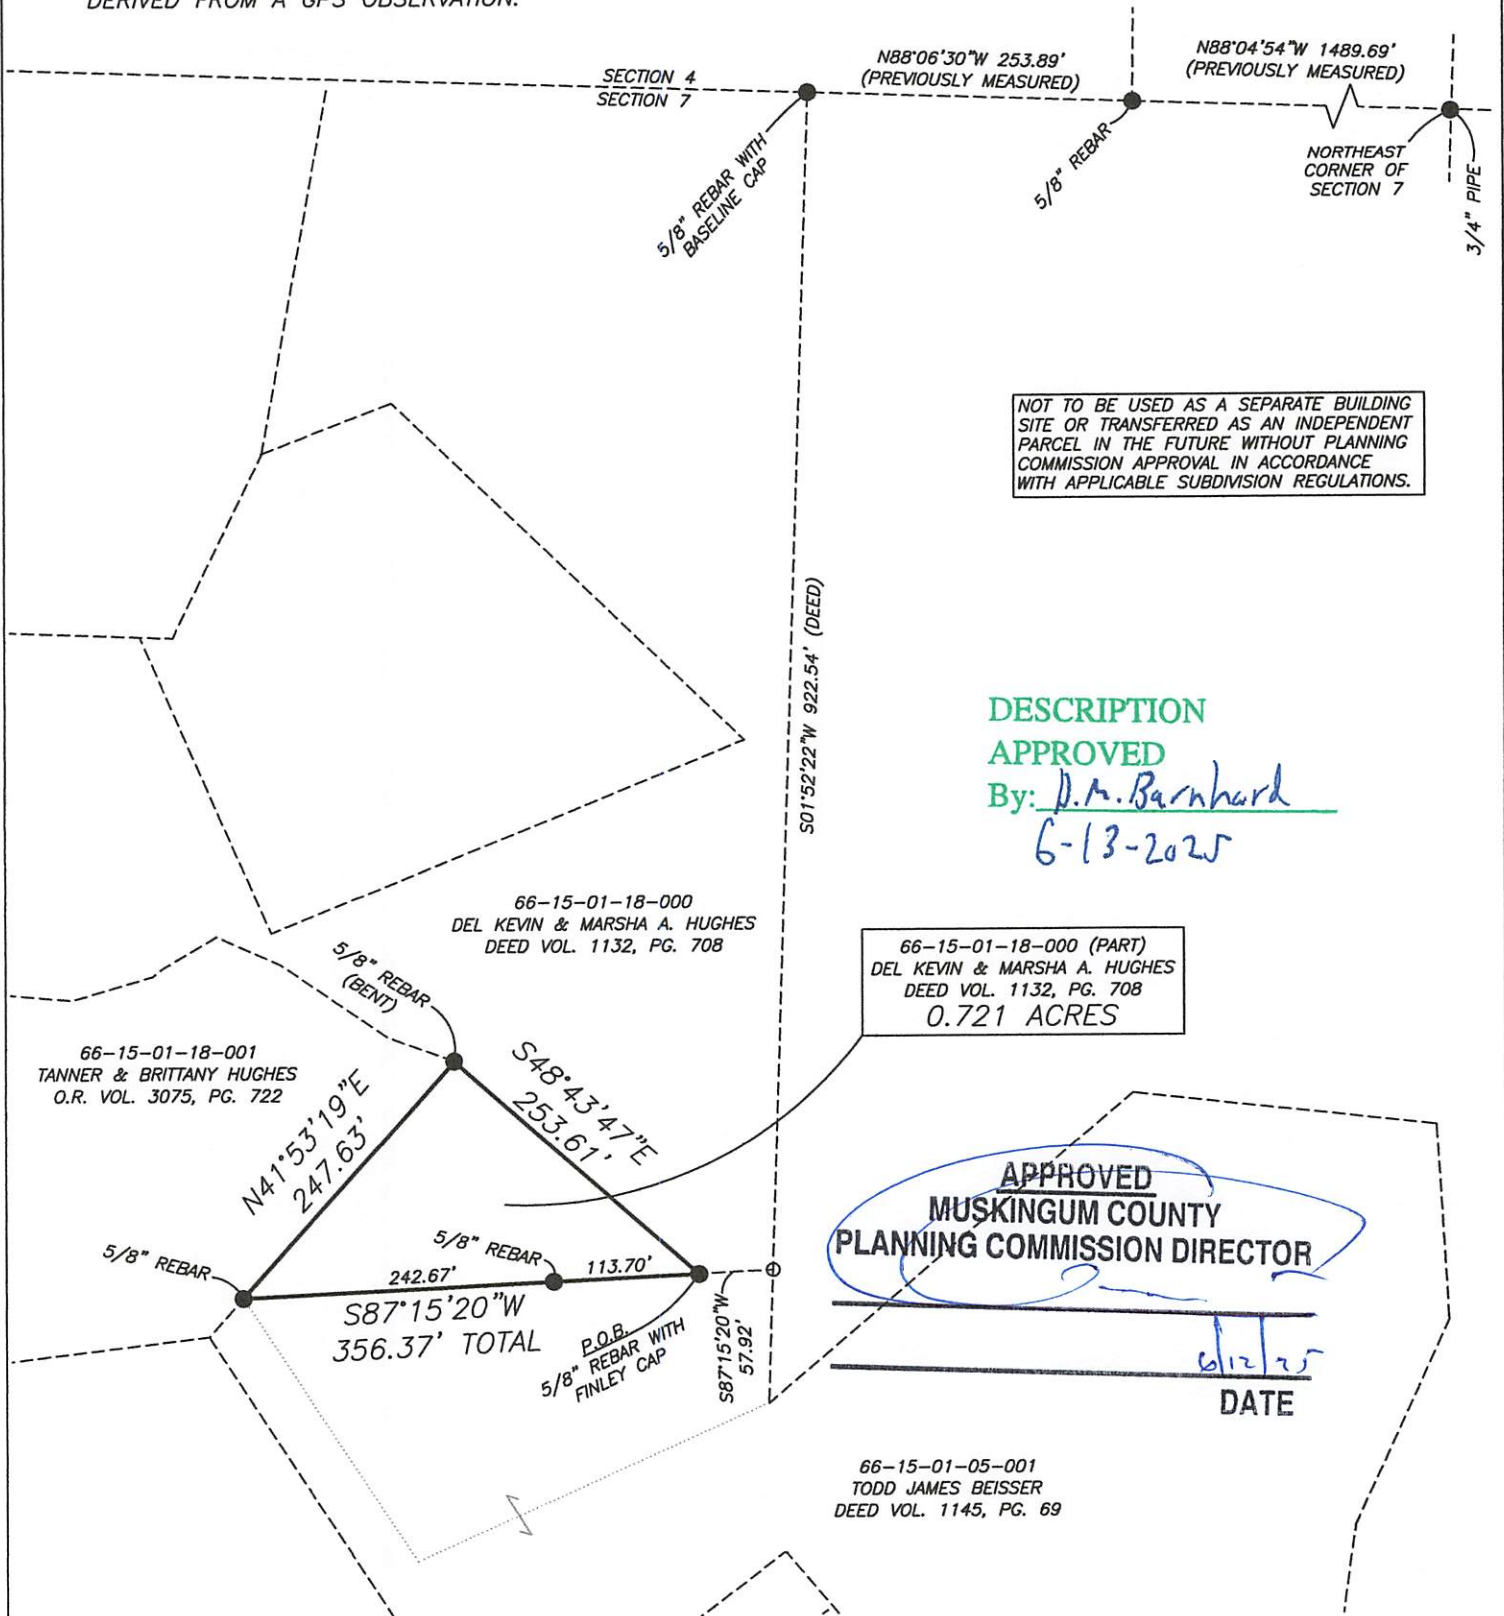 DERIVED FROM A GPS OBSERVATION.
SECTION 4
SECTION 7
N88°06'30"W 253.89'
(PREVIOUSLY MEASURED)
N88°04'54"W 1489.69'
(PREVIOUSLY MEASURED)
5/8" REBAR WITH
BASELINE CAP
5/8" REBAR
NORTHEAST
CORNER OF
SECTION 7
3/4" PIPE
NOT TO BE USED AS A SEPARATE BUILDING
SITE OR TRANSFERRED AS AN INDEPENDENT
PARCEL IN THE FUTURE WITHOUT PLANNING
COMMISSION APPROVAL IN ACCORDANCE
WITH APPLICABLE SUBDIVISION REGULATIONS.
S01°52'22"W 922.54' (DEED)
DESCRIPTION
APPROVED
By: D.M. Barnhard
6-13-2025
66-15-01-18-000
DEL KEVIN & MARSHA A. HUGHES
DEED VOL. 1132, PG. 708
66-15-01-18-000 (PART)
DEL KEVIN & MARSHA A. HUGHES
DEED VOL. 1132, PG. 708
0.721 ACRES
5/8" REBAR
(BENT)
66-15-01-18-001
TANNER & BRITTANY HUGHES
O.R. VOL. 3075, PG. 722
N41°53'19"E
247.63'
S48°43'47"E
253.61'
5/8" REBAR
5/8" REBAR
242.67'
113.70'
S87°15'20"W
356.37' TOTAL
P.O.B.
5/8" REBAR WITH
FINLEY CAP
S87°15'20"W
57.92'
APPROVED
MUSKINGUM COUNTY
PLANNING COMMISSION DIRECTOR
6/12/25
DATE
66-15-01-05-001
TODD JAMES BEISSER
DEED VOL. 1145, PG. 69